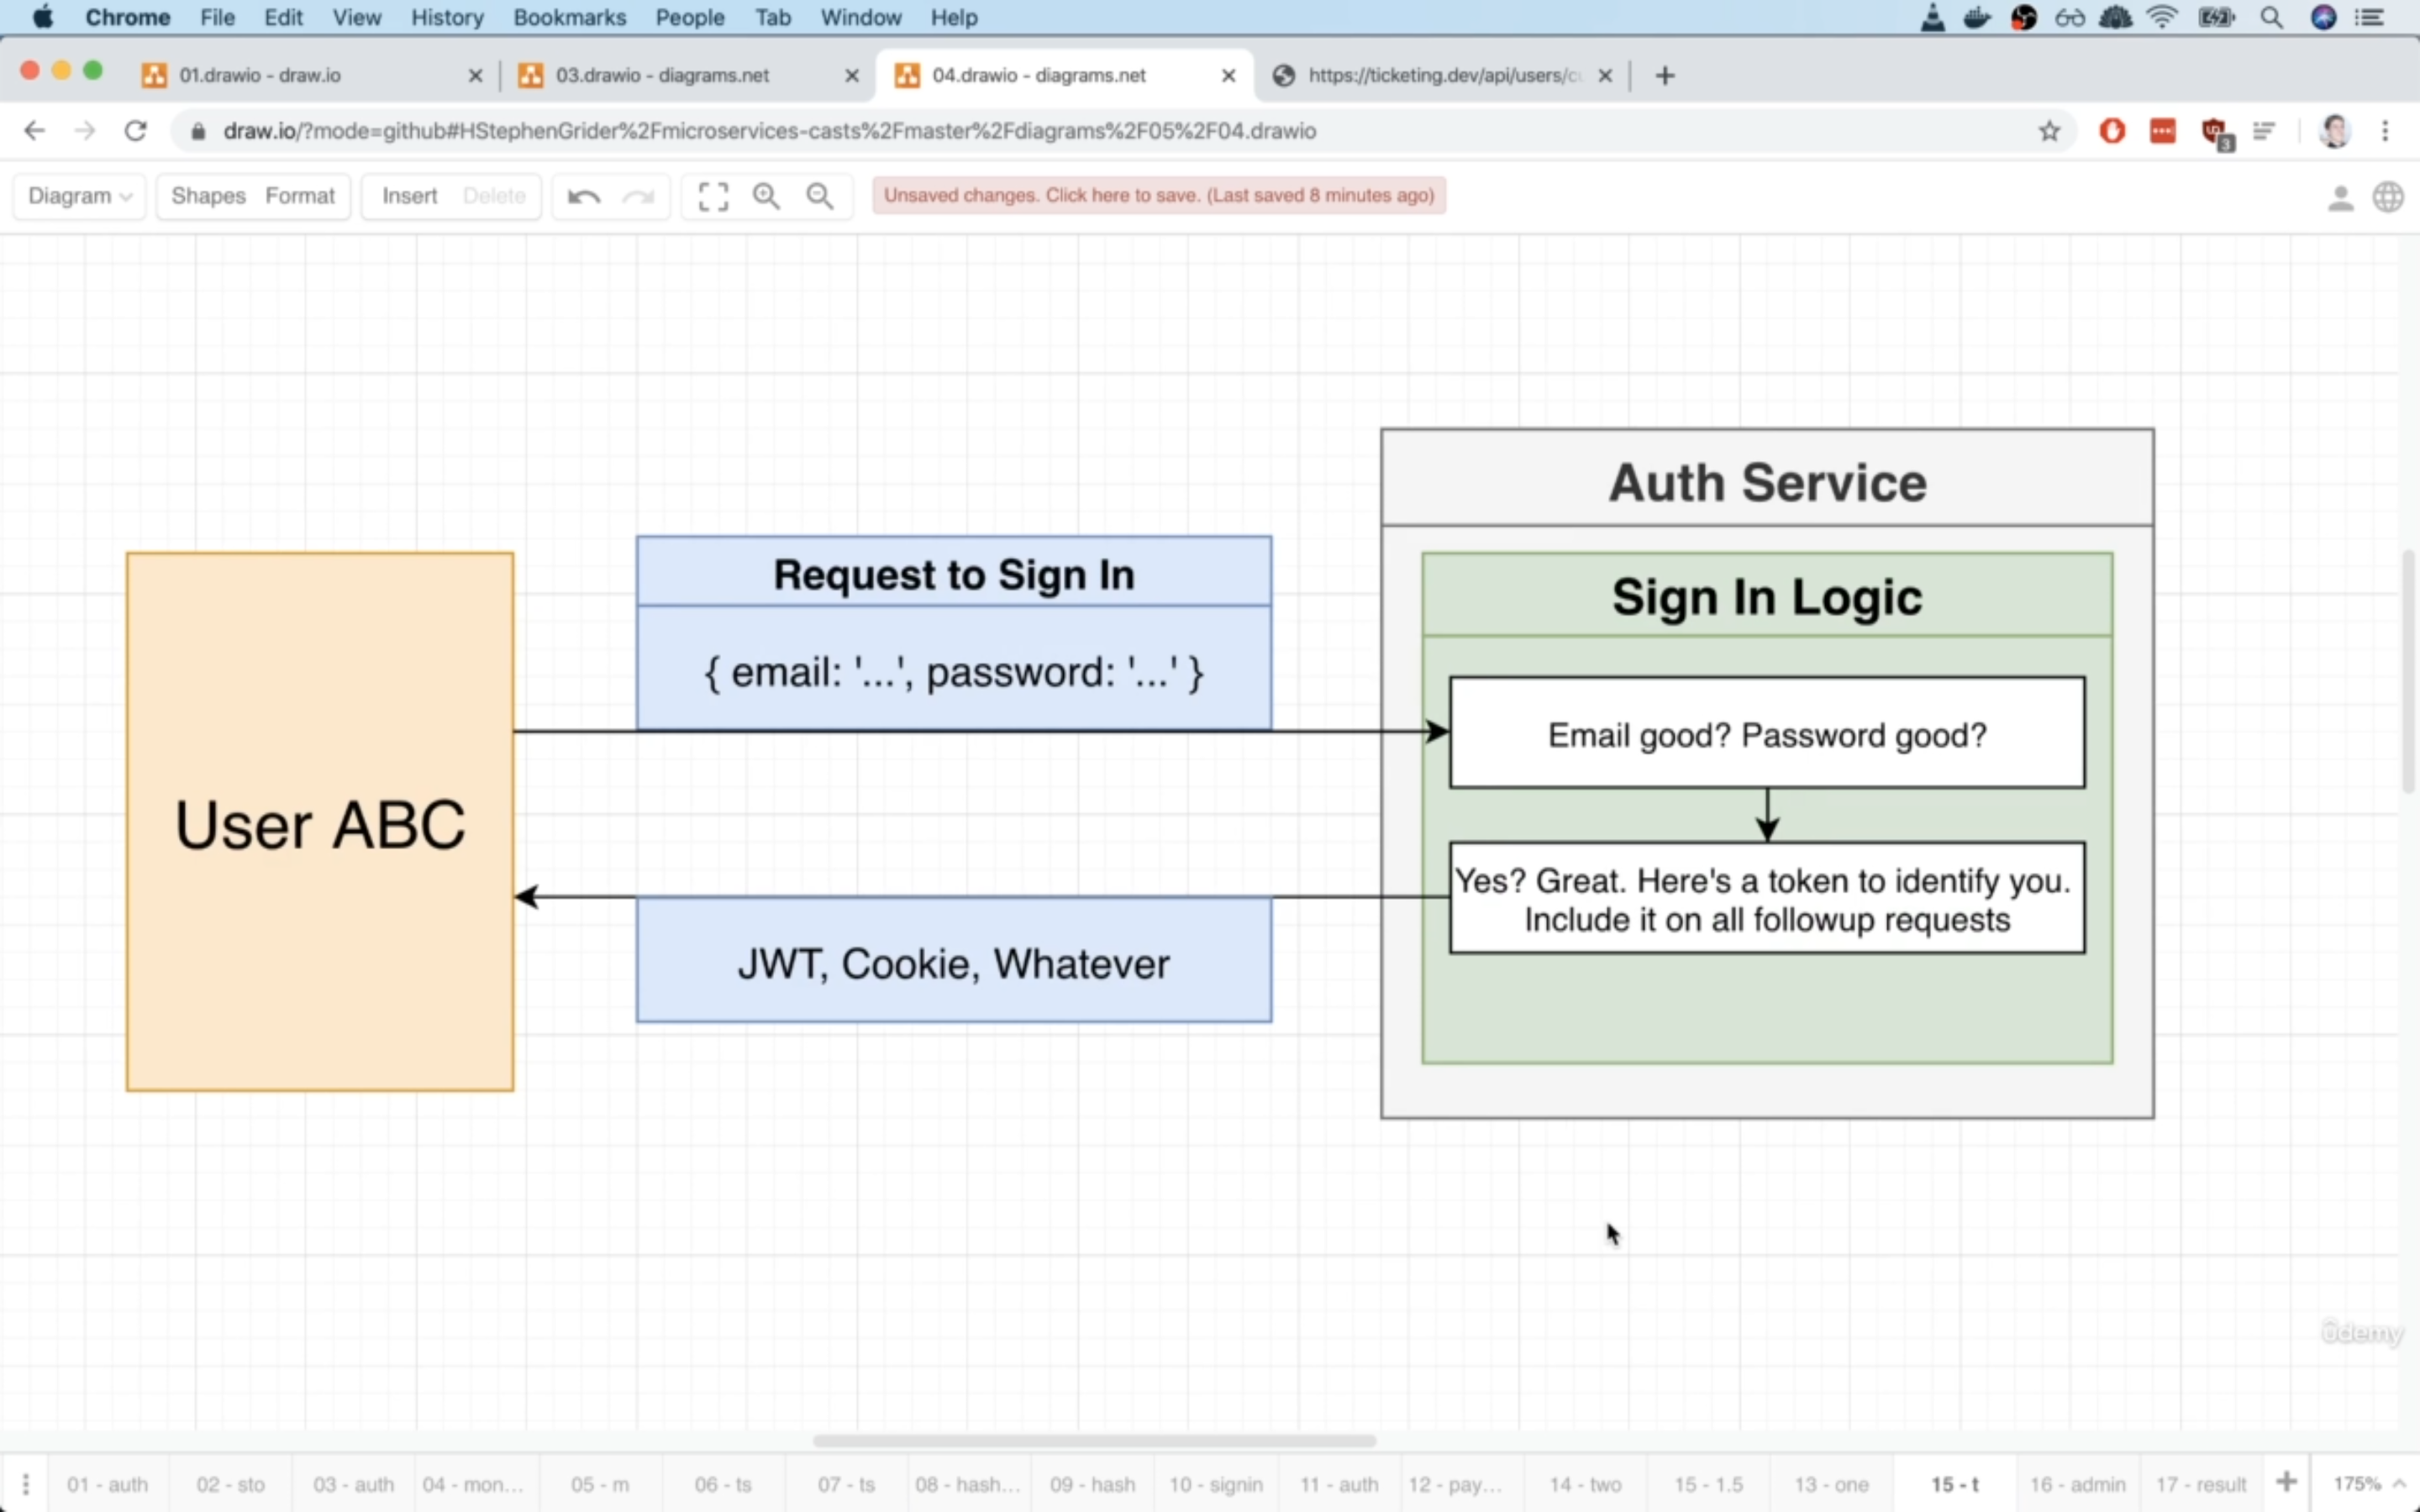 Chrome File Edit View History Bookmarks People Tab Window Help
01.drawio - draw.io
03.drawio - diagrams.net
04.drawio - diagrams.net
https://ticketing.dev/api/users/cu
draw.io/?mode=github#HStephenGrider%2Fmicroservices-casts%2Fmaster%2Fdiagrams%2F05%2F04.drawio
3
Diagram Shapes Format Insert Delete
Unsaved changes. Click here to save. (Last saved 8 minutes ago)
Auth Service
Request to Sign In
Sign In Logic
{ email: '...', password: '...' }
Email good? Password good?
User ABC
Yes? Great. Here's a token to identify you.
Include it on all followup requests
JWT, Cookie, Whatever
ûdemy
01 - auth
02 - sto
03 - auth
04 - mon...
05 - m
06 - ts
07 - ts
08 - hash...
09 - hash
10 - signin
11 - auth
12 - pay...
14 - two
15 - 1.5
13 - one
15 - t
16 - admin
17 - result
175%